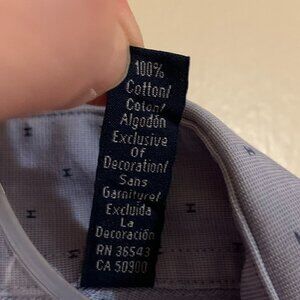 100%
Cotton/
Coton/
Algodón
Exclusive
Of
Decoration/
Sans
Garniture/
Excluida
La
Decoración
RN 36543
CA 50900